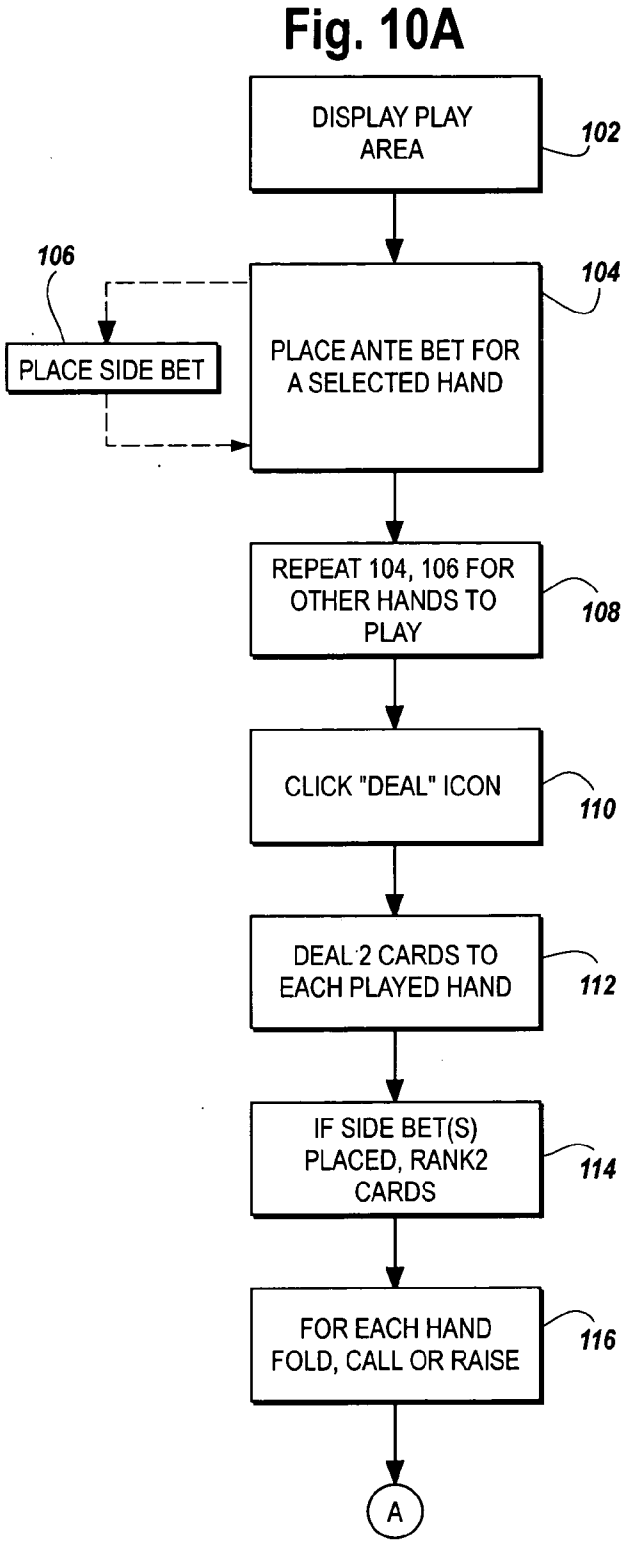 Fig. 10A
DISPLAY PLAY
AREA
102
106
104
PLACE SIDE BET
PLACE ANTE BET FOR
A SELECTED HAND
REPEAT 104, 106 FOR
OTHER HANDS TO
PLAY
108
CLICK "DEAL" ICON
110
DEAL 2 CARDS TO
EACH PLAYED HAND
112
IF SIDE BET(S)
PLACED, RANK2
CARDS
114
FOR EACH HAND
FOLD, CALL OR RAISE
116
A